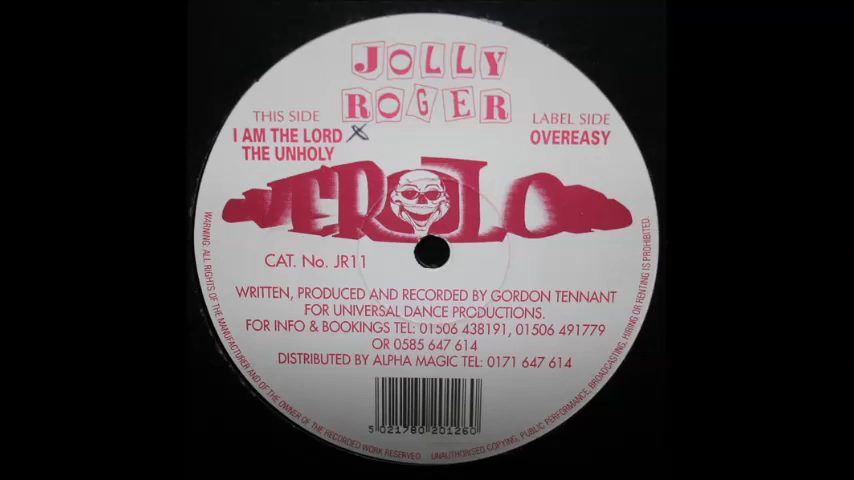 JOLLY
ROGER
THIS SIDE
I AM THE LORD
THE UNHOLY
LABEL SIDE
OVEREASY
CAT. No. JR11
WRITTEN, PRODUCED AND RECORDED BY GORDON TENNANT
FOR UNIVERSAL DANCE PRODUCTIONS.
FOR INFO & BOOKINGS TEL: 01506 438191, 01506 491779
OR 0585 647 614
DISTRIBUTED BY ALPHA MAGIC TEL: 0171 647 614
5 021780 201260
WARNING. ALL RIGHTS OF THE MANUFACTURER AND OF THE OWNER OF THE RECORDED WORK RESERVED. UNAUTHORISED COPYING, PUBLIC PERFORMANCE, BROADCASTING, HIRING OR RENTING IS PROHIBITED.